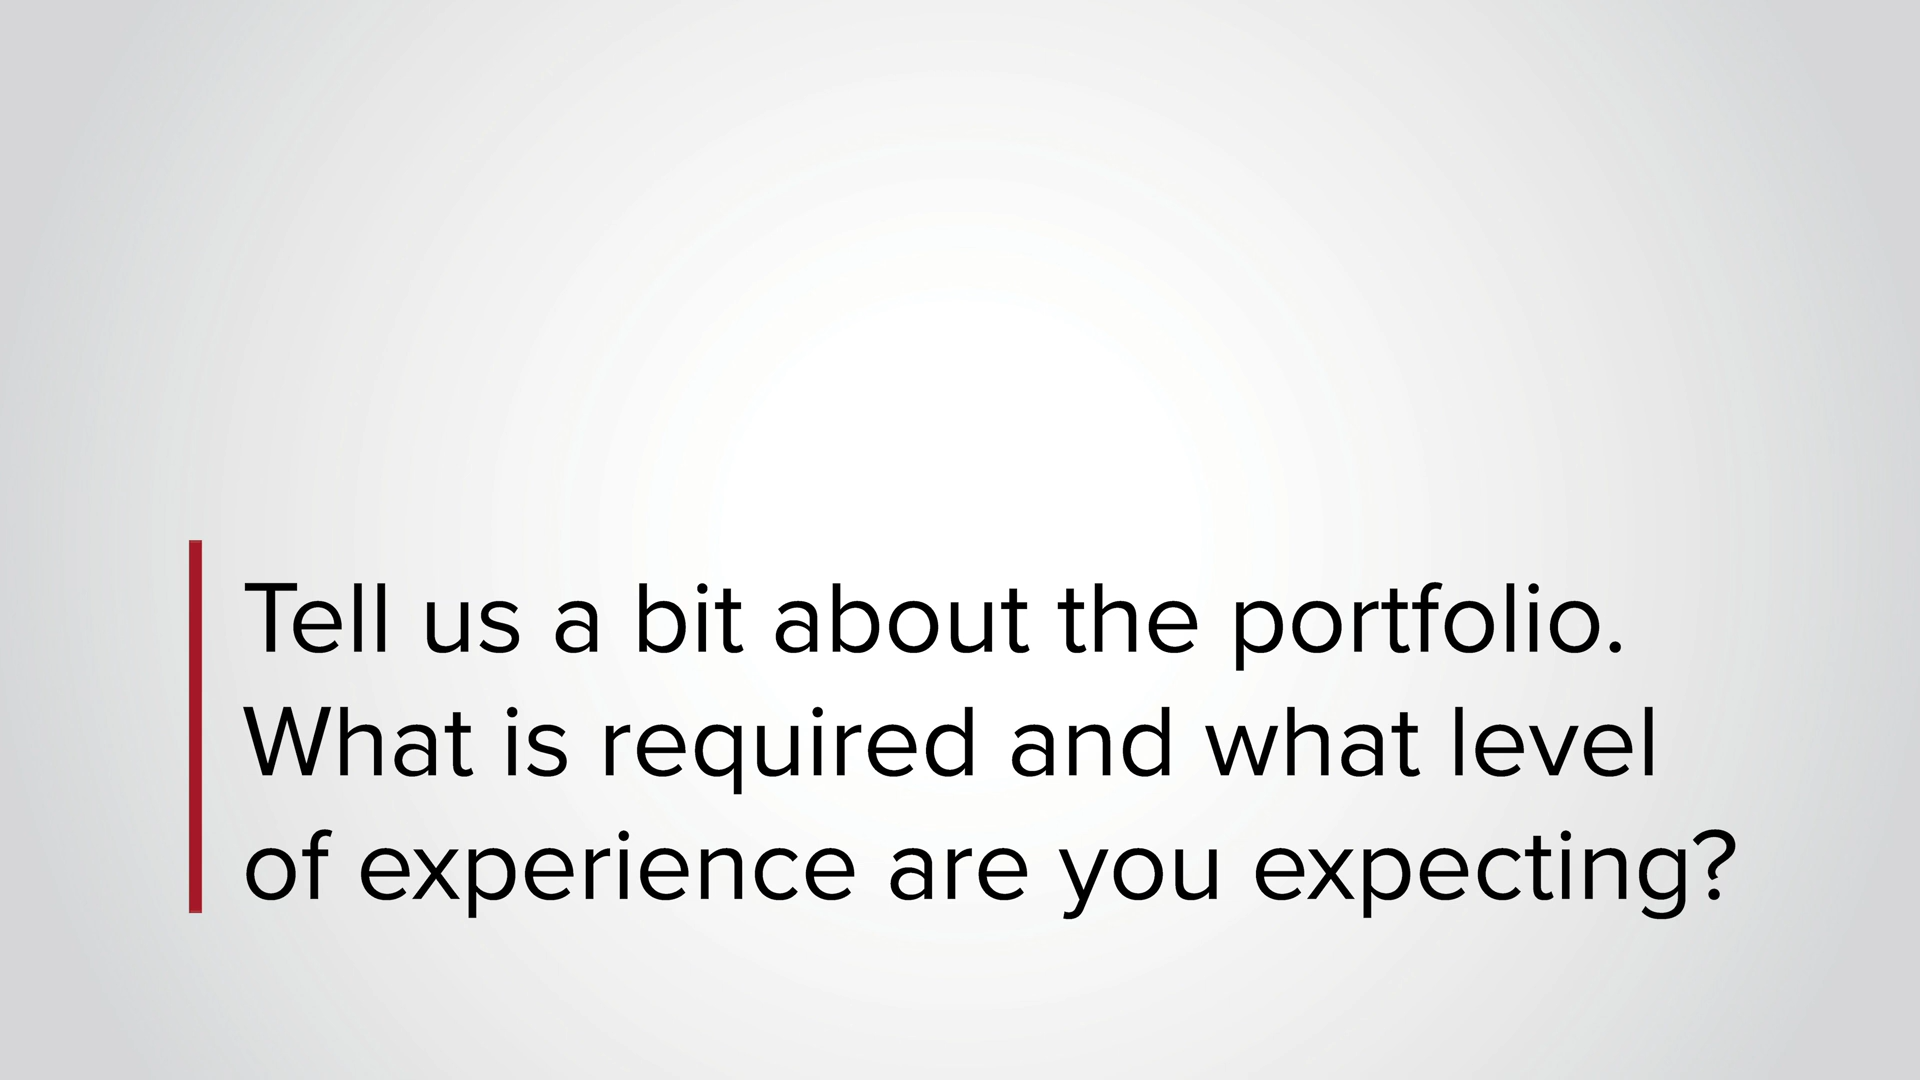 Tell us a bit about the portfolio.
What is required and what level
of experience are you expecting?